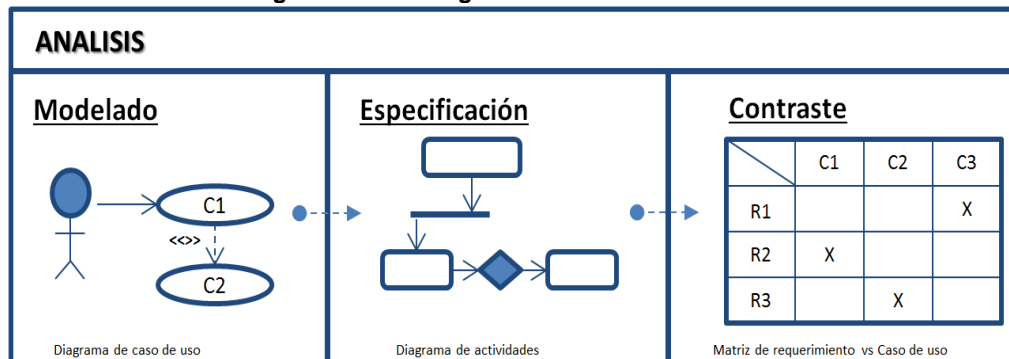 ANALISIS
Modelado
Especificación
Contraste
C1
<<>>
C2
C1 C2 C3
R1 X
R2 X
R3 X
Diagrama de caso de uso
Diagrama de actividades
Matriz de requerimiento vs Caso de uso